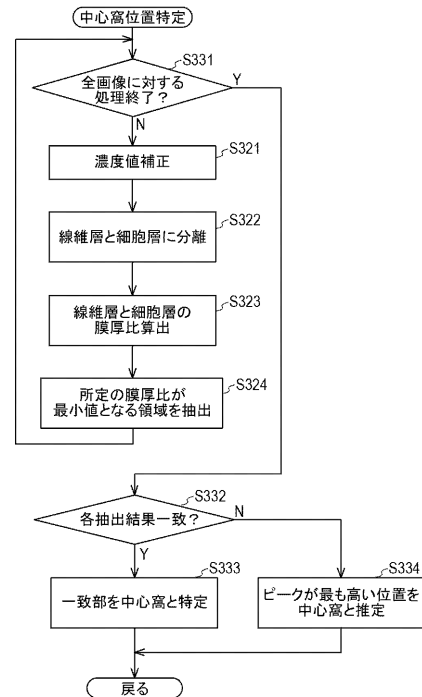 中心窩位置特定
S331
全画像に対する
処理終了?
Y
N
S321
濃度値補正
S322
線維層と細胞層に分離
S323
線維層と細胞層の
膜厚比算出
S324
所定の膜厚比が
最小値となる領域を抽出
S332
各抽出結果一致?
N
Y
S333
一致部を中心窩と特定
S334
ピークが最も高い位置を
中心窩と推定
戻る